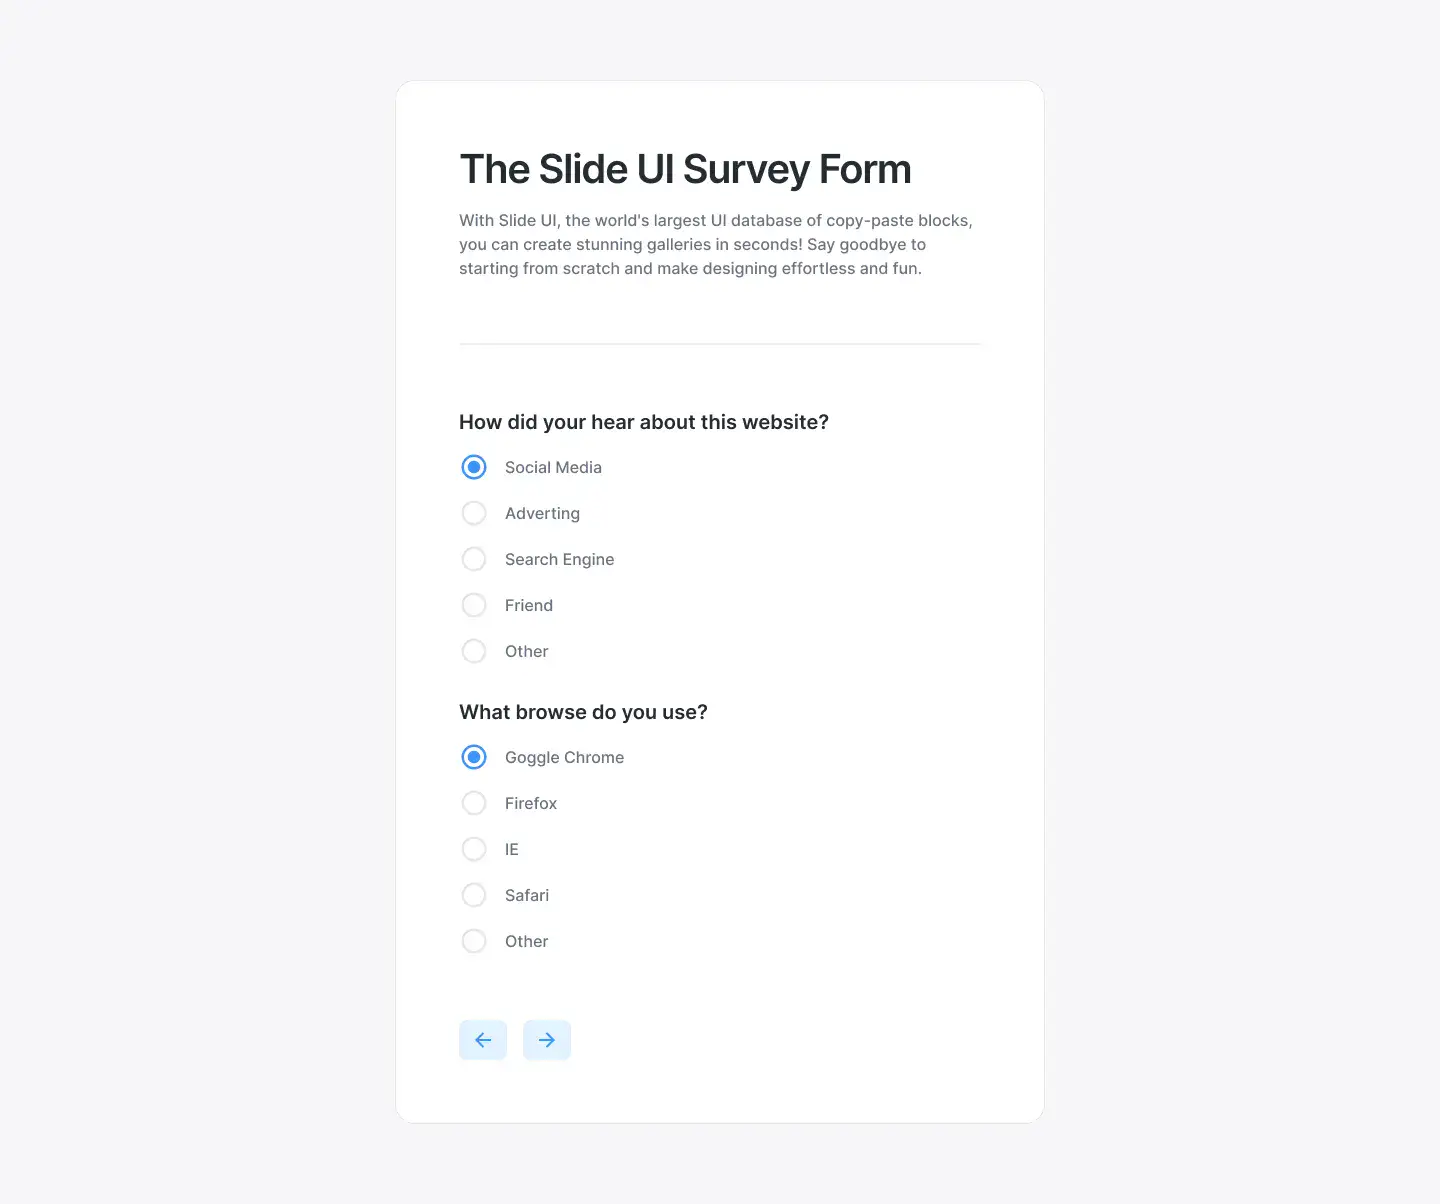 The Slide UI Survey Form
With Slide UI, the world's largest UI database of copy-paste blocks,
you can create stunning galleries in seconds! Say goodbye to
starting from scratch and make designing effortless and fun.
How did your hear about this website?
Social Media
Adverting
Search Engine
Friend
Other
What browse do you use?
Goggle Chrome
Firefox
IE
Safari
Other